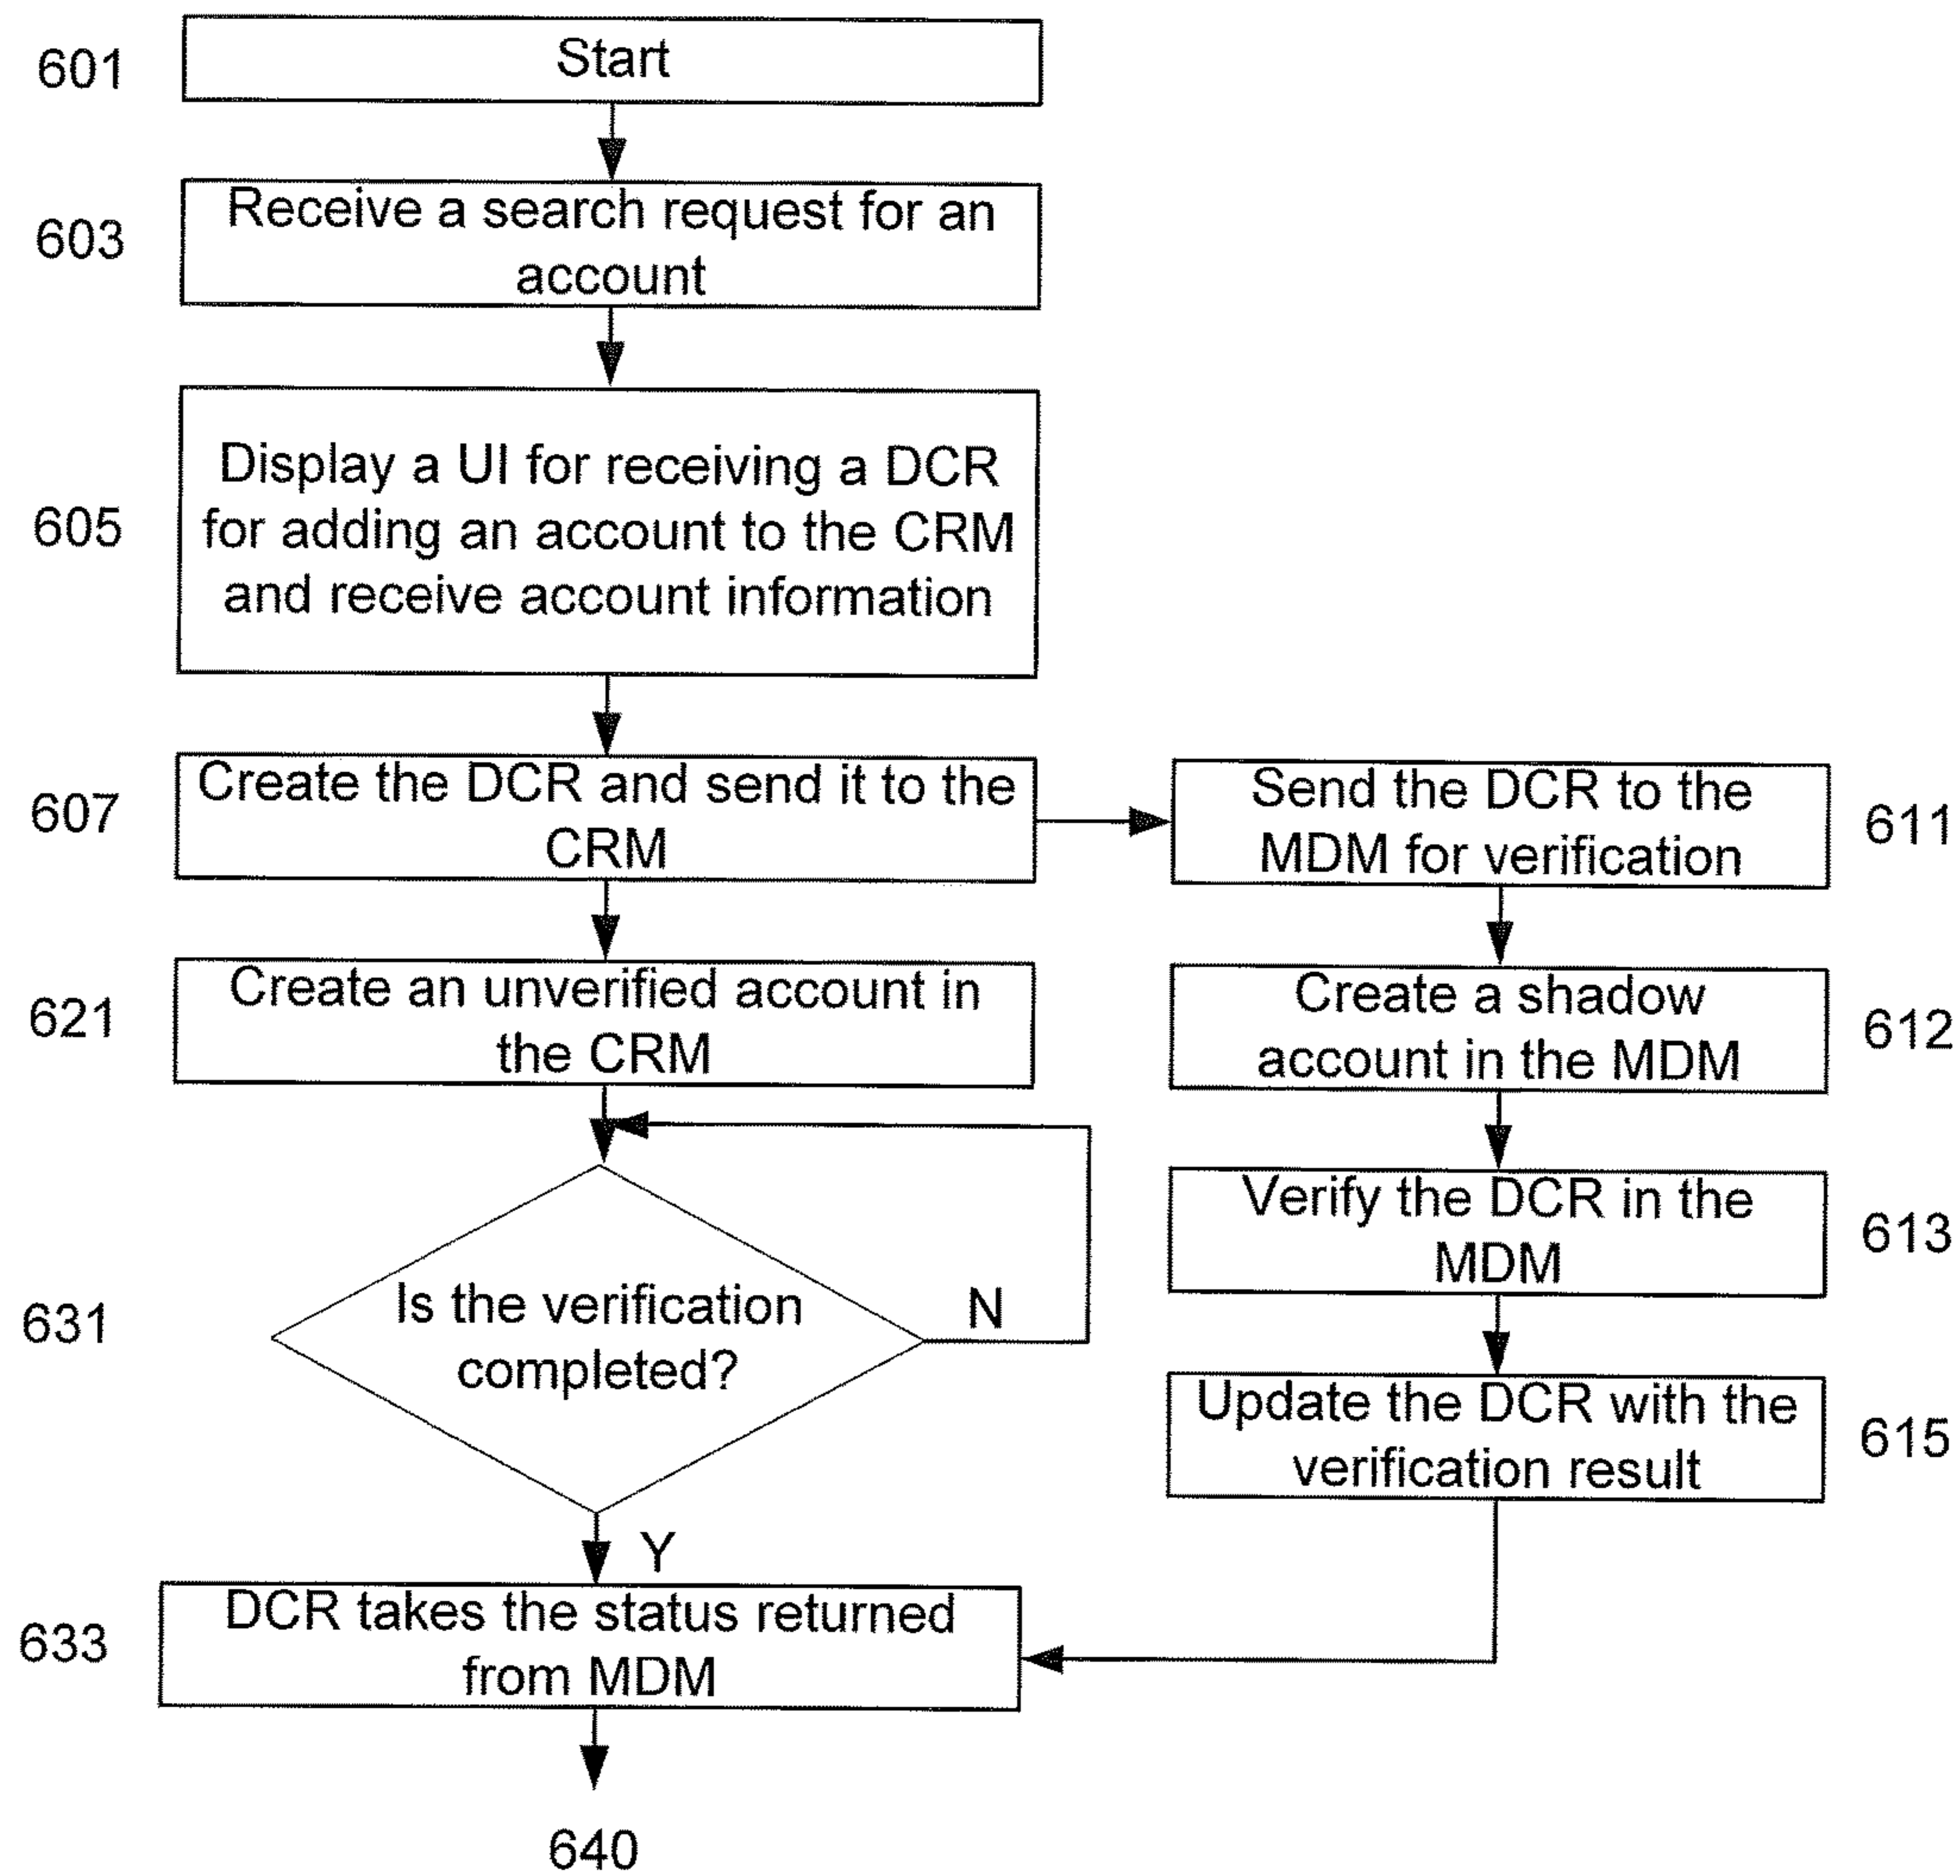 601
Start
603
Receive a search request for an
account
605
Display a UI for receiving a DCR
for adding an account to the CRM
and receive account information
607
Create the DCR and send it to the
CRM
Send the DCR to the
MDM for verification
611
621
Create an unverified account in
the CRM
Create a shadow
account in the MDM
612
Verify the DCR in the
MDM
613
631
Is the verification
completed?
N
Update the DCR with the
verification result
615
Y
633
DCR takes the status returned
from MDM
640